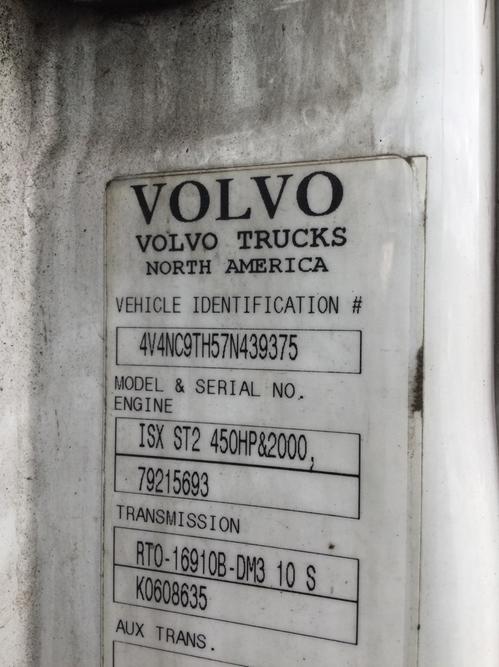 VOLVO
VOLVO TRUCKS
NORTH AMERICA
VEHICLE IDENTIFICATION #
4V4NC9TH57N439375
MODEL & SERIAL NO.
ENGINE
ISX ST2 450HP&2000,
79215693
TRANSMISSION
RTO-16910B-DM3 10 S
K0608635
AUX TRANS.